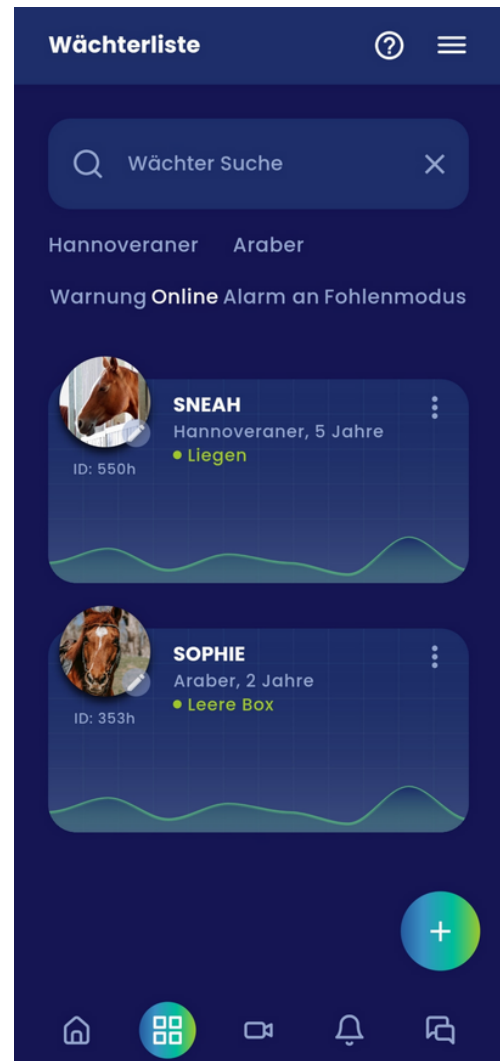 Wächterliste
Wächter Suche
Hannoveraner Araber
Warnung Online Alarm an Fohlenmodus
SNEAH
Hannoveraner, 5 Jahre
Liegen
ID: 550h
SOPHIE
Araber, 2 Jahre
Leere Box
ID: 353h